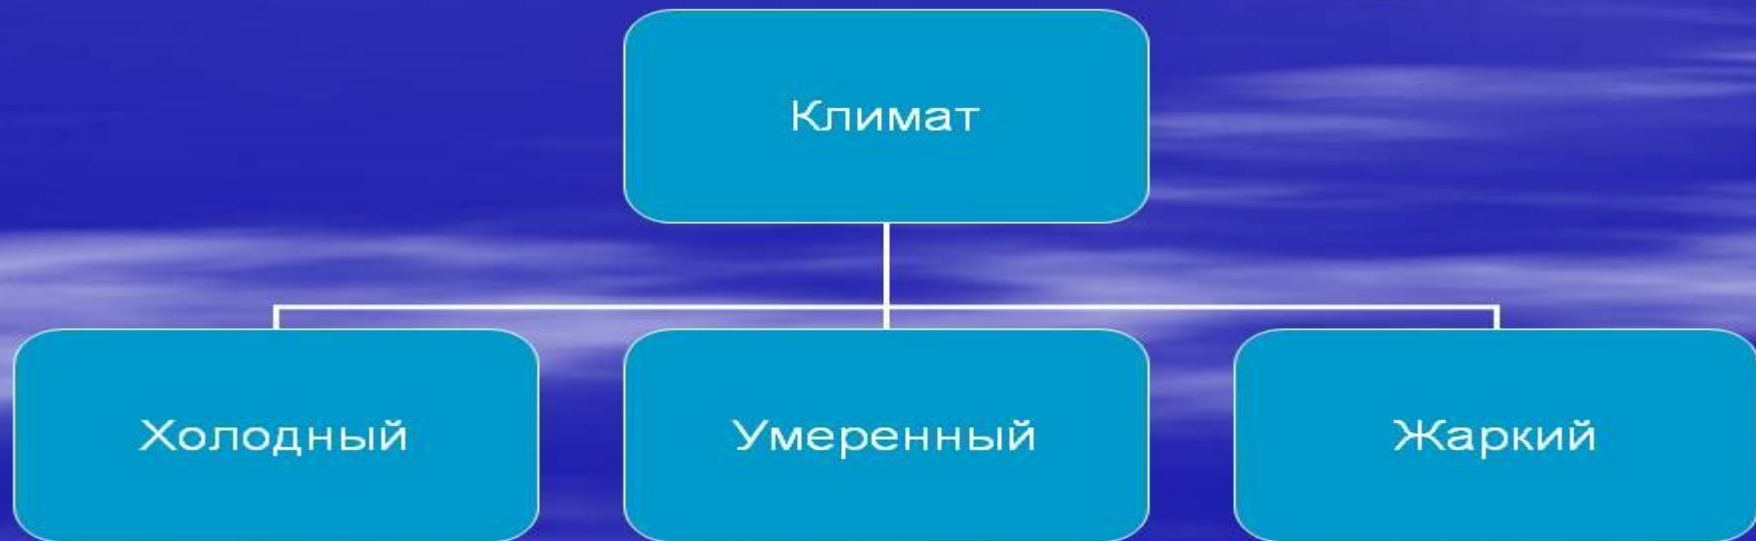 Климат
Холодный
Умеренный
Жаркий